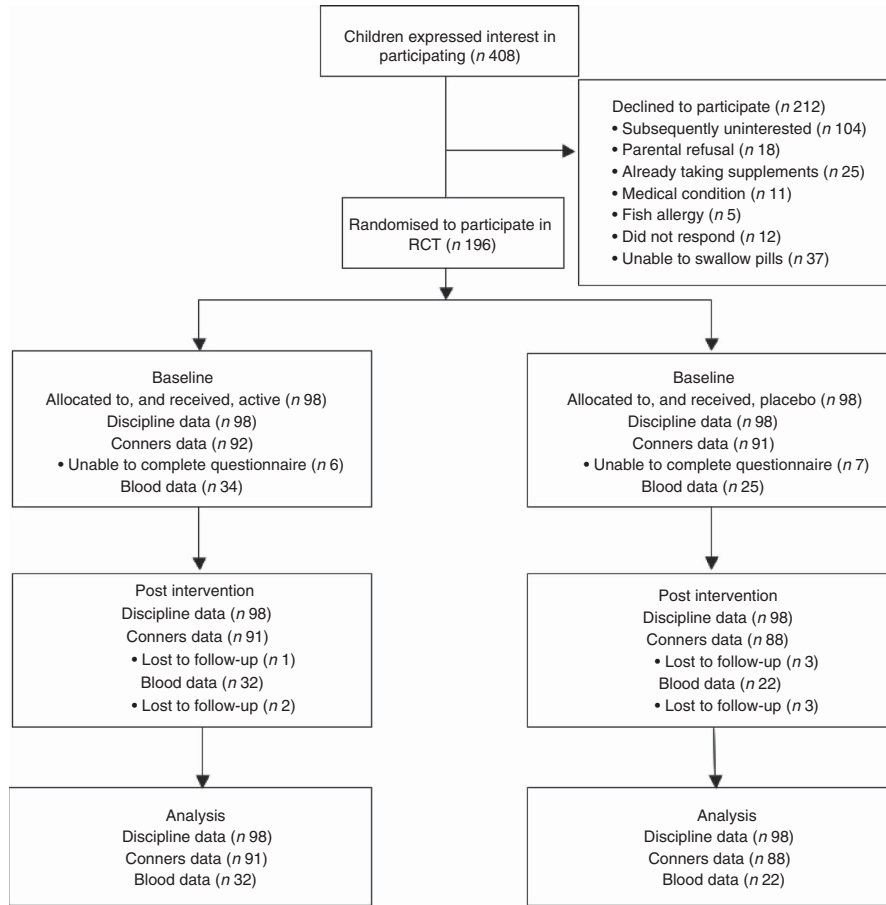 Children expressed interest in
participating (n 408)
Declined to participate (n 212)
• Subsequently uninterested (n 104)
• Parental refusal (n 18)
• Already taking supplements (n 25)
• Medical condition (n 11)
• Fish allergy (n 5)
• Did not respond (n 12)
• Unable to swallow pills (n 37)
Randomised to participate in
RCT (n 196)
Baseline
Allocated to, and received, active (n 98)
Discipline data (n 98)
Conners data (n 92)
• Unable to complete questionnaire (n 6)
Blood data (n 34)
Baseline
Allocated to, and received, placebo (n 98)
Discipline data (n 98)
Conners data (n 91)
• Unable to complete questionnaire (n 7)
Blood data (n 25)
Post intervention
Discipline data (n 98)
Conners data (n 91)
• Lost to follow-up (n 1)
Blood data (n 32)
• Lost to follow-up (n 2)
Post intervention
Discipline data (n 98)
Conners data (n 88)
• Lost to follow-up (n 3)
Blood data (n 22)
• Lost to follow-up (n 3)
Analysis
Discipline data (n 98)
Conners data (n 91)
Blood data (n 32)
Analysis
Discipline data (n 98)
Conners data (n 88)
Blood data (n 22)